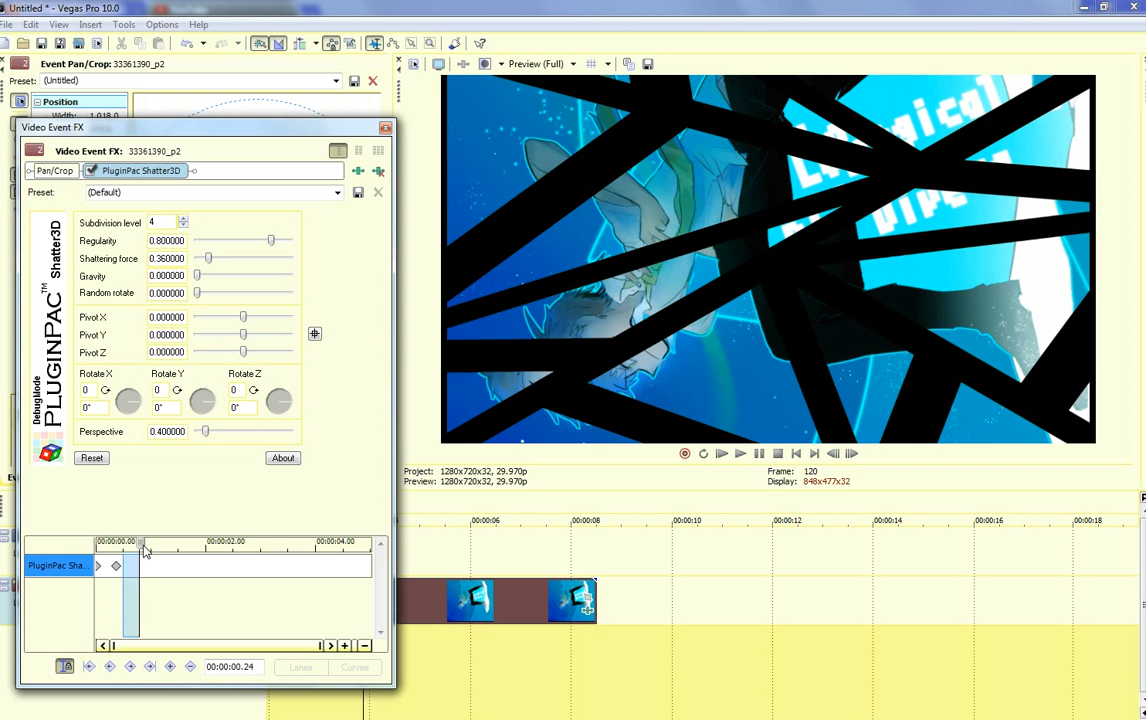 Untitled * - Vegas Pro 10.0
File Edit View Insert Tools Options Help
Event Pan/Crop: 33361390_p2
Preset: (Untitled)
Position
Width: 1,018.0
Preview (Full)
Video Event FX
Video Event FX: 33361390_p2
Pan/Crop PluginPac Shatter3D
Preset: (Default)
DebugMode PLUGINPAC™ Shatter3D
Subdivision level 4
Regularity 0.800000
Shattering force 0.360000
Gravity 0.000000
Random rotate 0.000000
Pivot X 0.000000
Pivot Y 0.000000
Pivot Z 0.000000
Rotate X Rotate Y Rotate Z
0 0 0
0° 0° 0°
Perspective 0.400000
Reset About
00:00:00.00 00:00:02.00 00:00:04.00
PluginPac Sha...
00:00:00.24 Lanes Curves
Project: 1280x720x32, 29.970p
Preview: 1280x720x32, 29.970p
Frame: 120
Display: 848x477x32
00:00:06 00:00:08 00:00:10 00:00:12 00:00:14 00:00:16 00:00:18